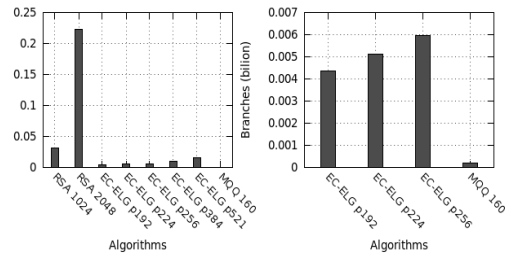 0.25
0.2
0.15
0.1
0.05
0
RSA 1024
RSA 2048
EC-ELG p192
EC-ELG p224
EC-ELG p256
EC-ELG p384
EC-ELG p521
MQQ 160
Algorithms
Branches (bilion)
0.007
0.006
0.005
0.004
0.003
0.002
0.001
0
EC-ELG p192
EC-ELG p224
EC-ELG p256
MQQ 160
Algorithms